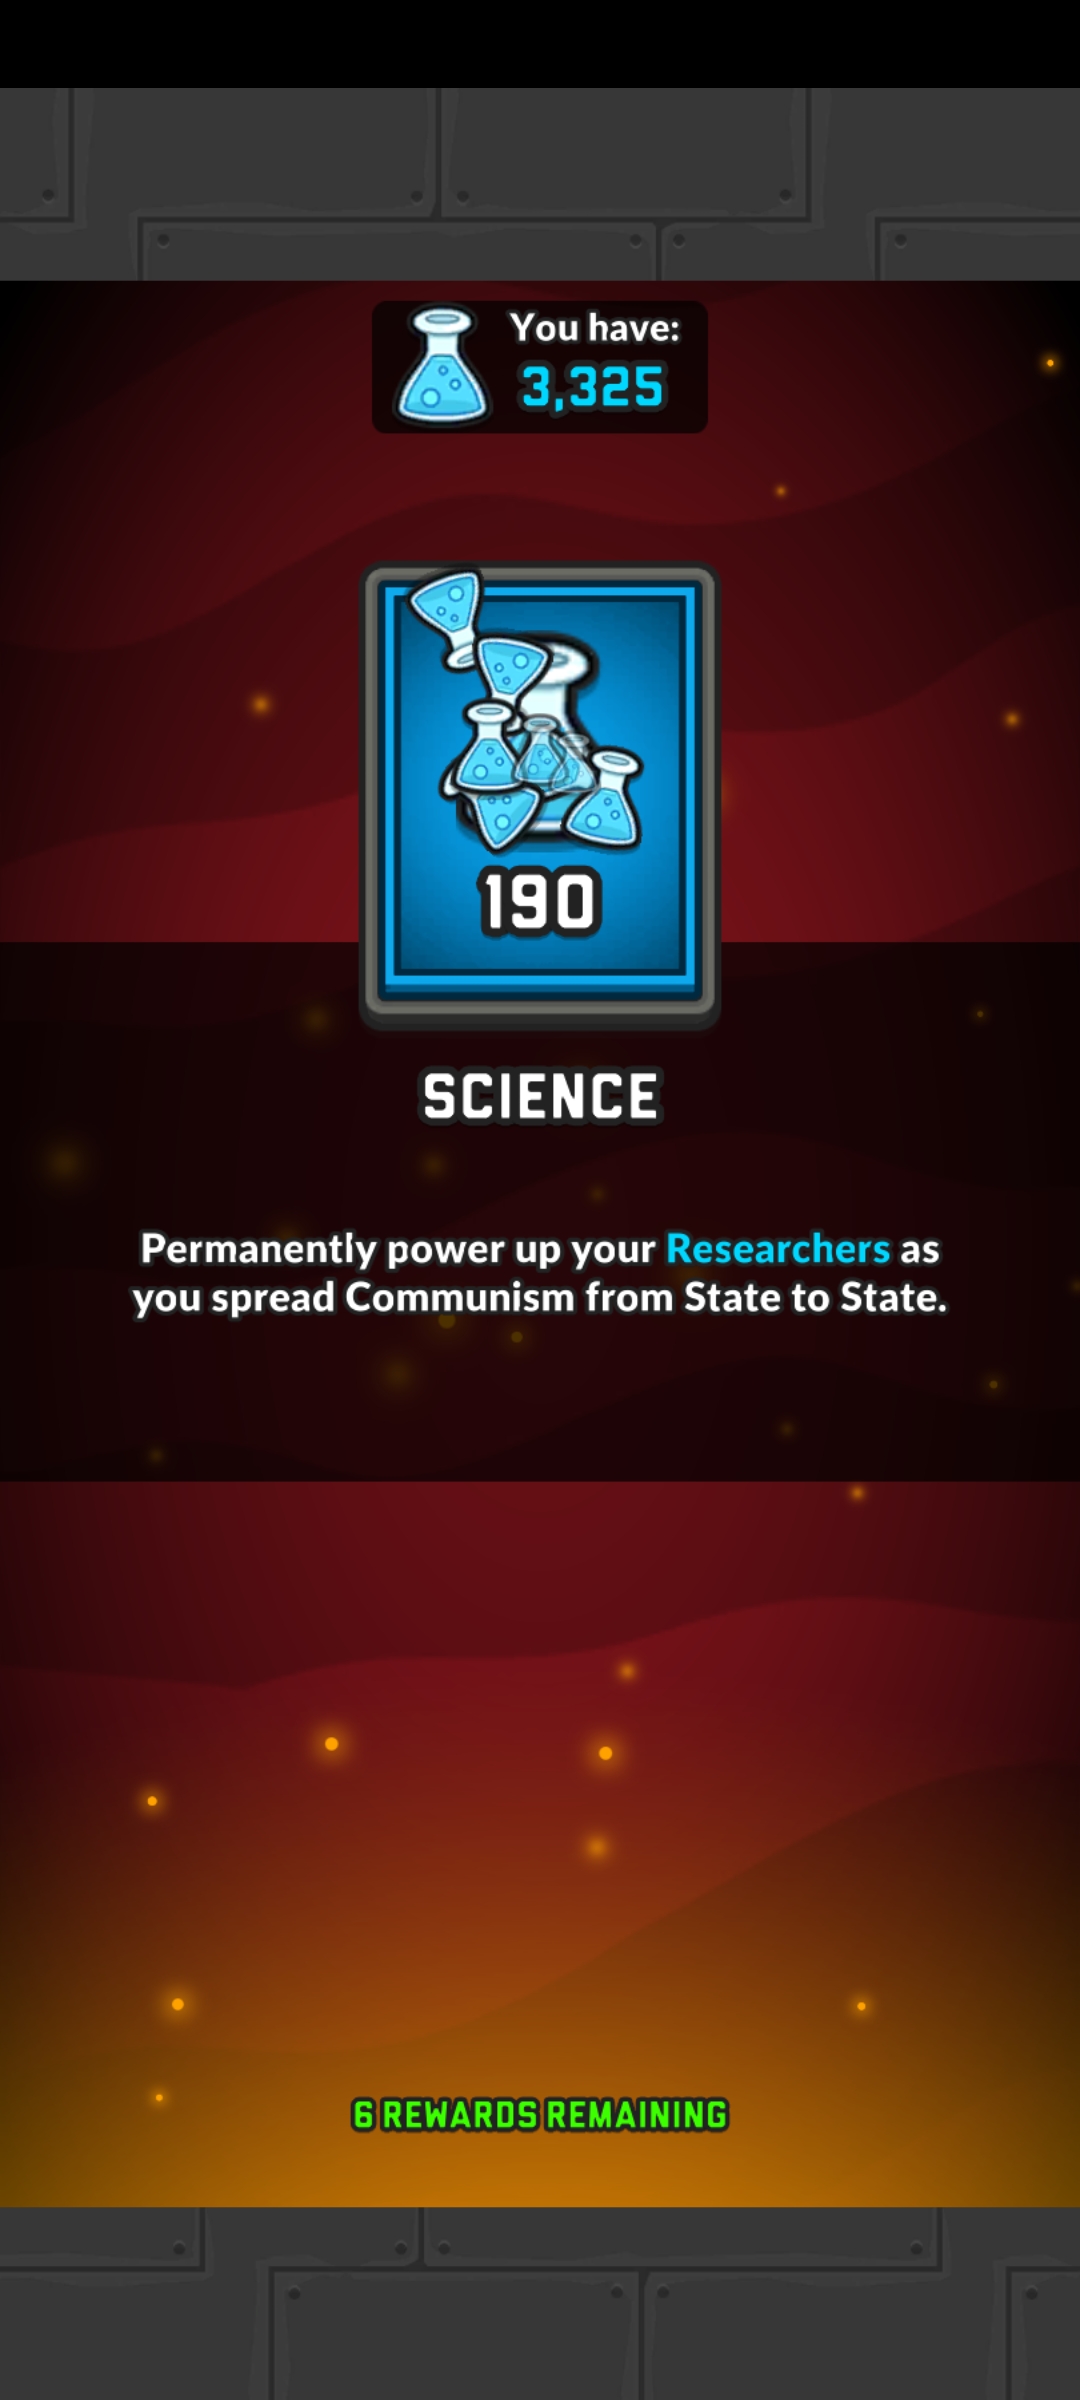 You have:
3,325
190
SCIENCE
Permanently power up your Researchers as
you spread Communism from State to State.
6 REWARDS REMAINING